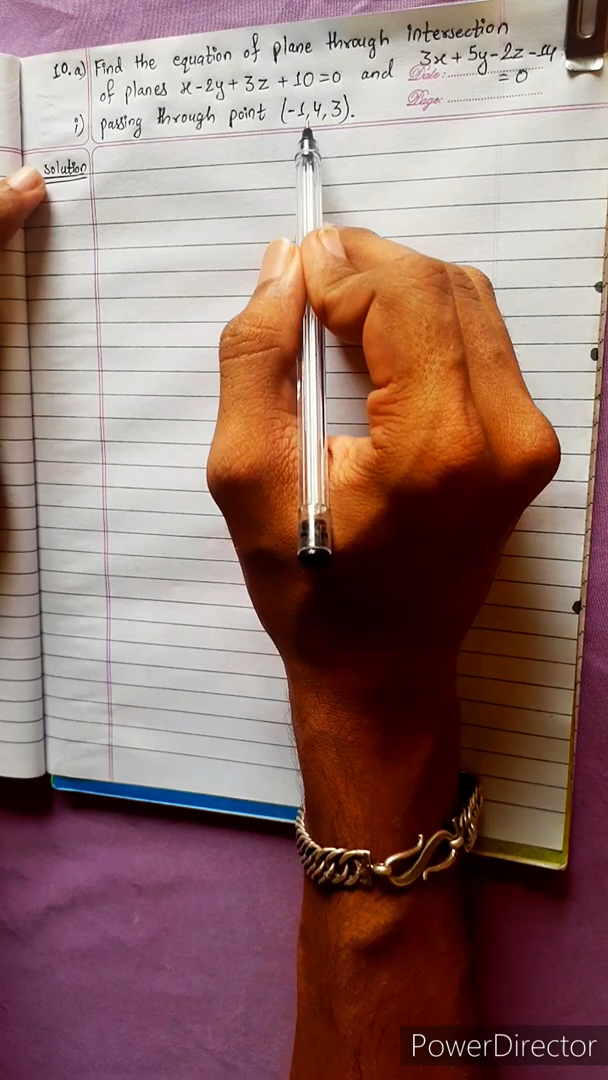 10.a) Find the equation of plane through intersection
of planes x-2y+3z+10=0 and 3x+5y-2z-14
=0
Date:
i) passing through point (-1,4,3).
Page:
solution
PowerDirector